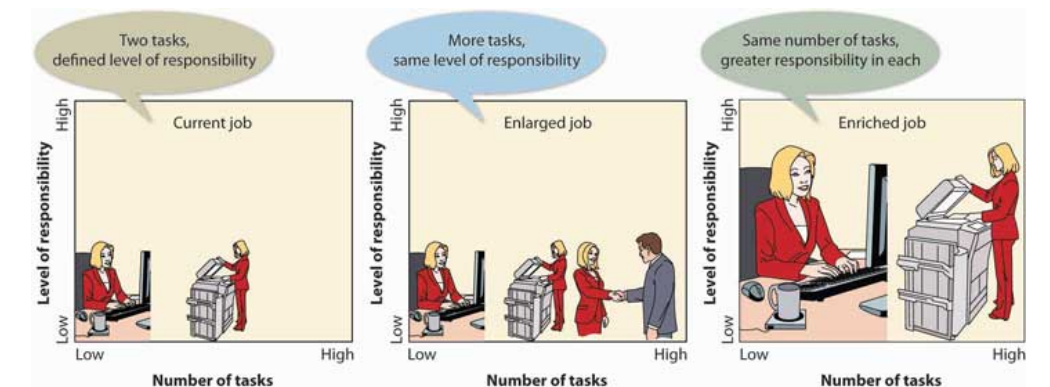 Two tasks,
defined level of responsibility
More tasks,
same level of responsibility
Same number of tasks,
greater responsibility in each
Current job
High
Level of responsibility
Low
Low
High
Number of tasks
Enlarged job
High
Level of responsibility
Low
Low
High
Number of tasks
Enriched job
High
Level of responsibility
Low
Low
High
Number of tasks